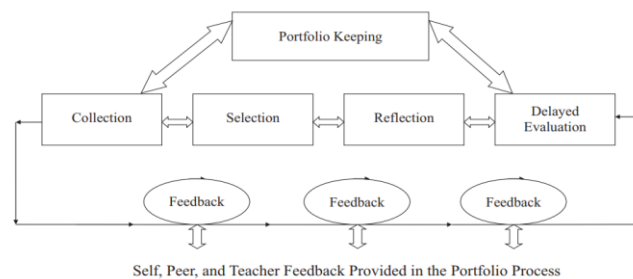 Portfolio Keeping
Collection
Selection
Reflection
Delayed
Evaluation
Feedback
Feedback
Feedback
Self, Peer, and Teacher Feedback Provided in the Portfolio Process